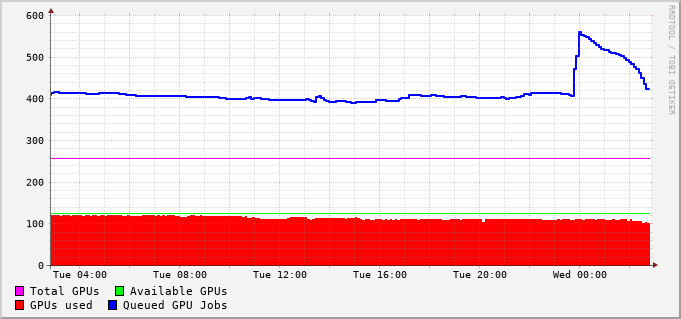 600
500
400
300
200
100
0
Tue 04:00 Tue 08:00 Tue 12:00 Tue 16:00 Tue 20:00 Wed 00:00
Total GPUs Available GPUs
GPUs used Queued GPU Jobs
RRDTOOL / TOBI OETIKER